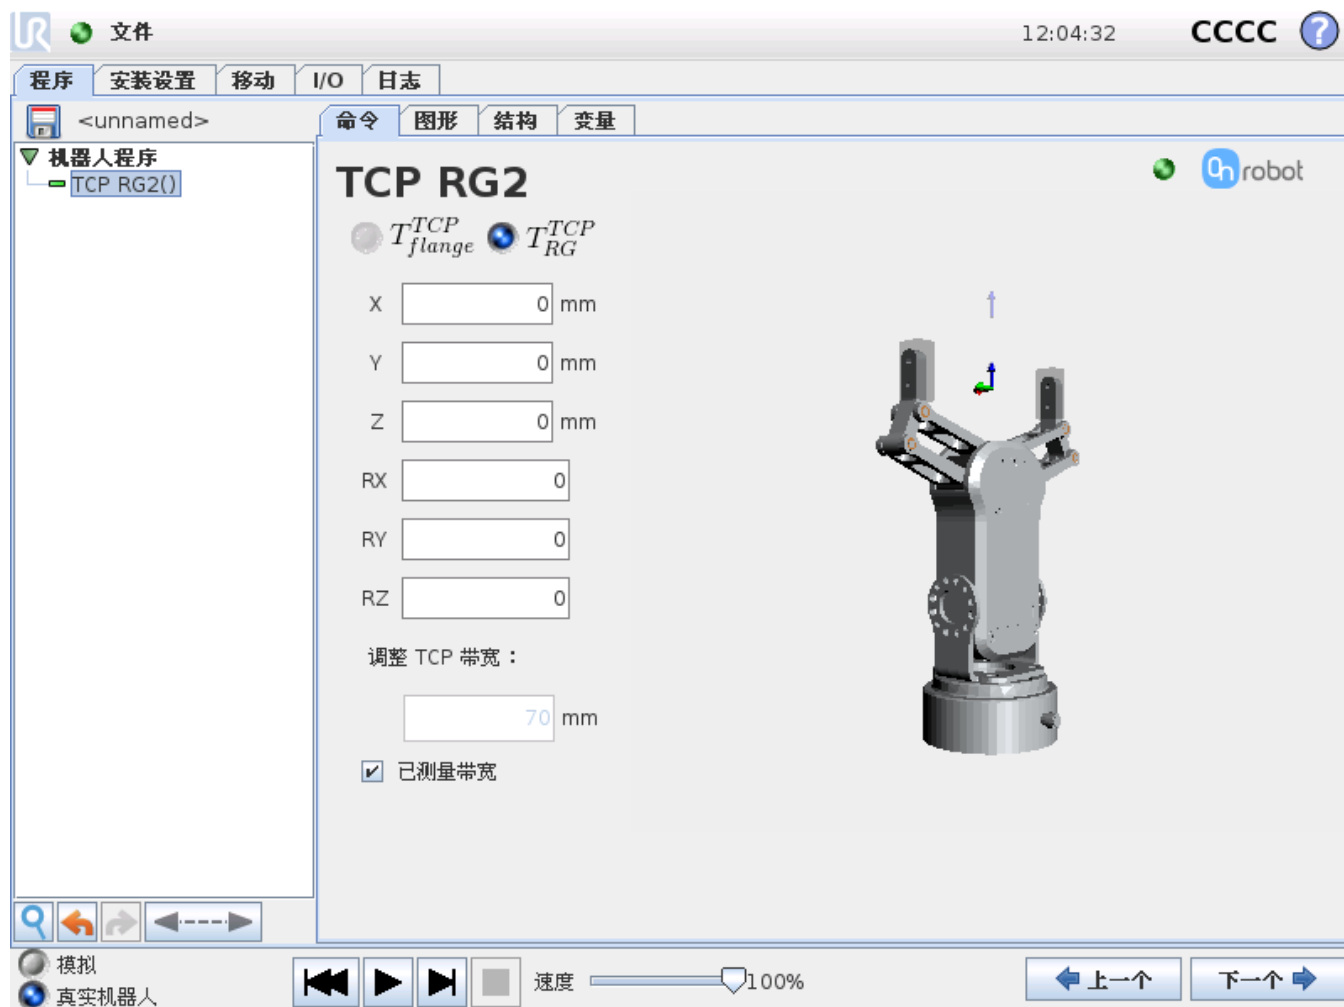 UR 文件 12:04:32 CCCC ?
程序 安装设置 移动 I/O 日志
<unnamed> 命令 图形 结构 变量
机器人程序
TCP RG2()
TCP RG2
On robot
T^{TCP}_{flange} T^{TCP}_{RG}
X 0 mm
Y 0 mm
Z 0 mm
RX 0
RY 0
RZ 0
调整 TCP 带宽：
70 mm
已测量带宽
模拟
真实机器人
速度 100% 上一个 下一个